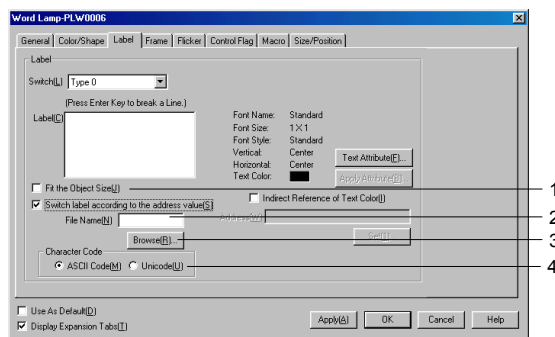 Word Lamp-PLW0006
General Color/Shape Label Frame Flicker Control Flag Macro Size/Position
Label
Switch(L) Type 0
(Press Enter Key to break a Line.)
Label(C)
Font Name: Standard
Font Size: 1×1
Font Style: Standard
Vertical: Center
Horizontal: Center
Text Color:
Text Attribute(F)...
Apply Attribute(B)...
Fit the Object Size(J) 1
Switch label according to the address value(S) Indirect Reference of Text Color(I)
File Name(N) Address(W) 2
Browse(R)... Set(T)... 3
Character Code
ASCII Code(M) Unicode(U) 4
Use As Default(D)
Display Expansion Tabs(T) Apply(A) OK Cancel Help